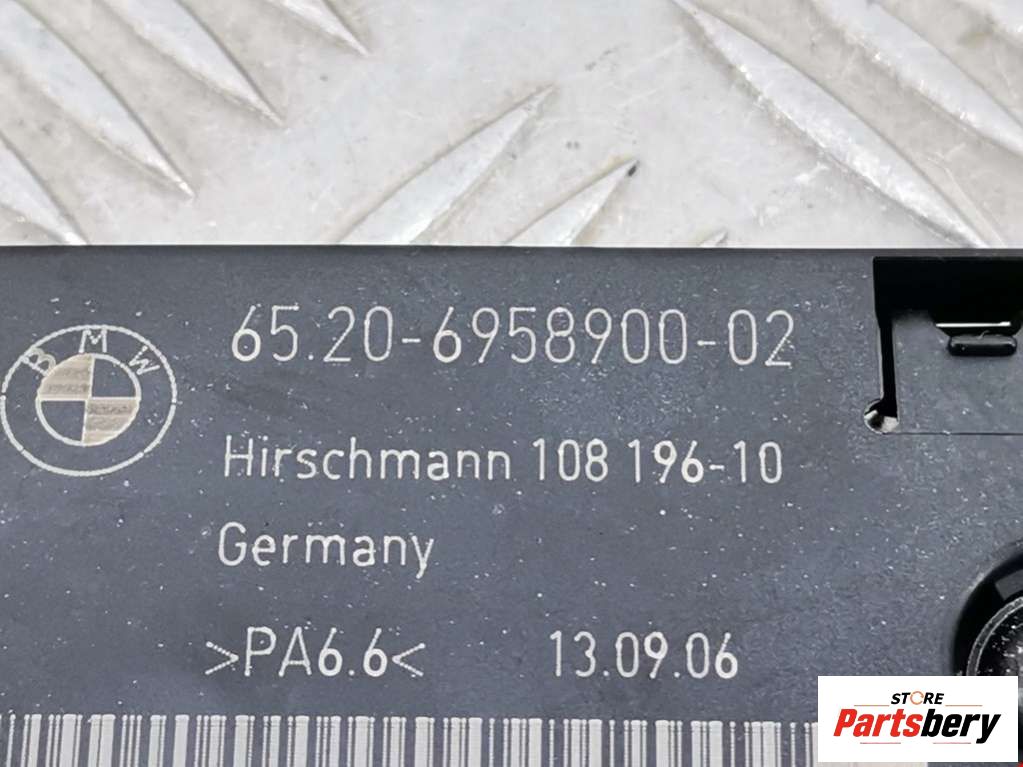 BMW
65.20-6958900-02
Hirschmann 108 196-10
Germany
>PA6.6< 13.09.06
STORE
Partsbery